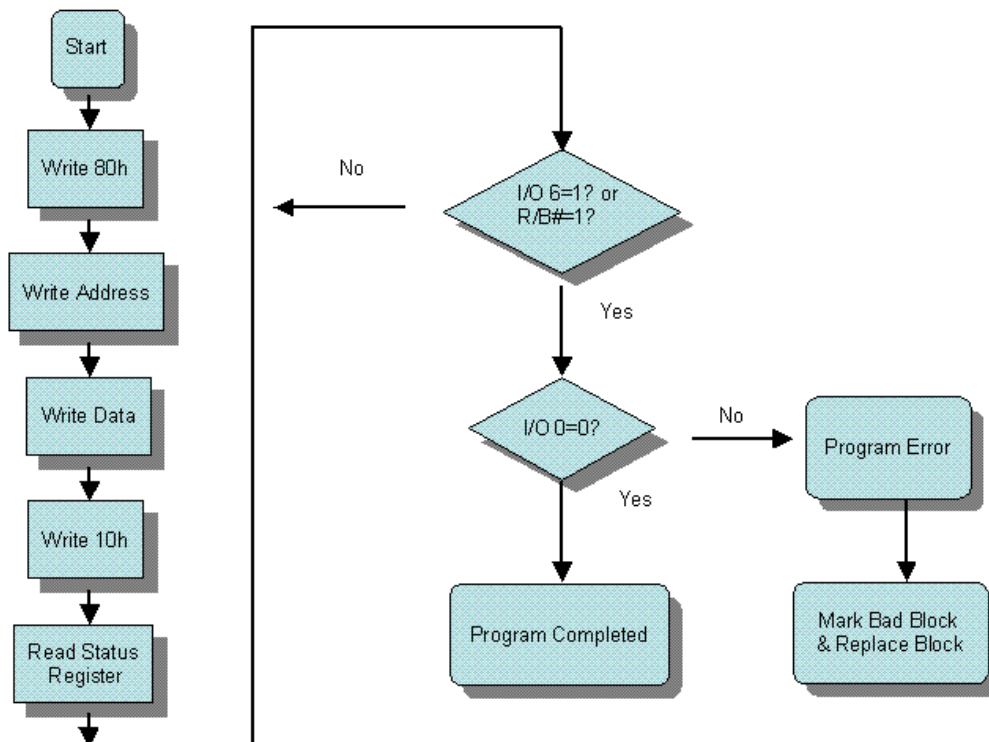 Start
Write 80h
Write Address
Write Data
Write 10h
Read Status
Register
No
I/O 6=1? or
R/B#=1?
Yes
I/O 0=0?
No
Yes
Program Error
Program Completed
Mark Bad Block
& Replace Block